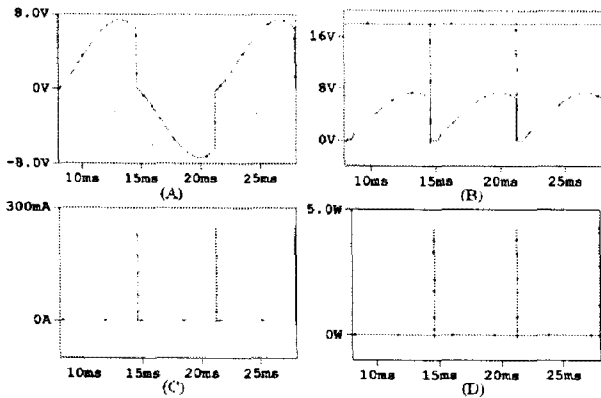 8.0V
0V
-8.0V
10ms 15ms 20ms 25ms
(A)
16V
8V
0V
10ms 15ms 20ms 25ms
(B)
300mA
0A
10ms 15ms 20ms 25ms
(C)
5.0W
0W
10ms 15ms 20ms 25ms
(D)